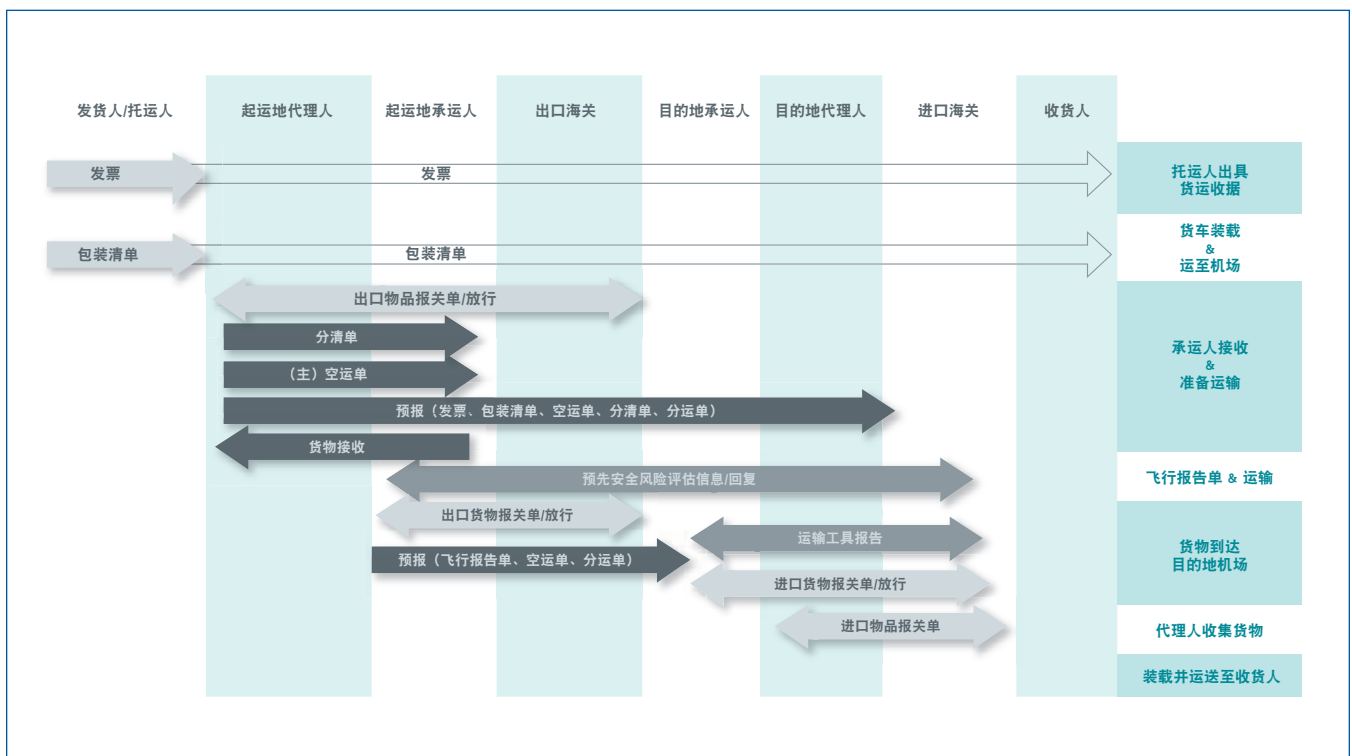 发货人/托运人
起运地代理人
起运地承运人
出口海关
目的地承运人
目的地代理人
进口海关
收货人
发票
发票
托运人出具
货运收据
包装清单
包装清单
货车装载
&
运至机场
出口物品报关单/放行
分清单
（主）空运单
预报（发票、包装清单、空运单、分清单、分运单）
货物接收
承运人接收
&
准备运输
预先安全风险评估信息/回复
飞行报告单 & 运输
出口货物报关单/放行
运输工具报告
预报（飞行报告单、空运单、分运单）
进口货物报关单/放行
货物到达
目的地机场
进口物品报关单
代理人收集货物
装载并运送至收货人